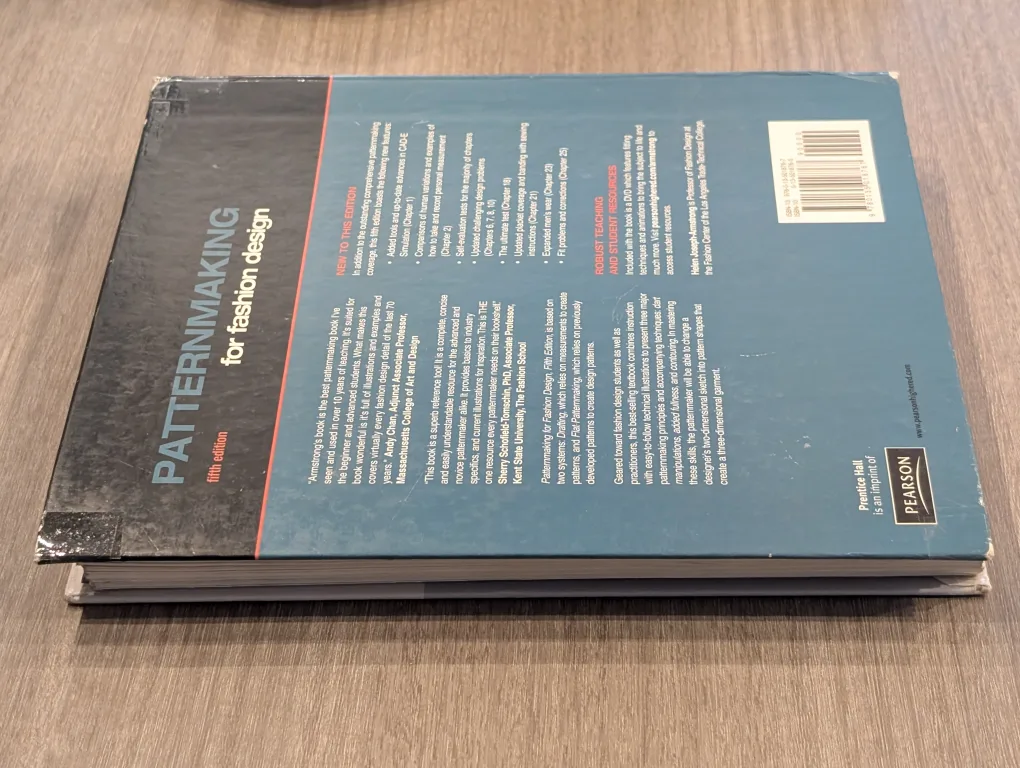 PATTERNMAKING
for fashion design
fifth edition
"Armstrong's book is the best patternmaking book I've
seen and used in over 10 years of teaching. It's suited for
the beginner and advanced students. What makes this
book wonderful is it's full of illustrations and examples and
covers virtually every fashion design detail of the last 70
years." Andy Chan, Adjunct Associate Professor,
Massachusetts College of Art and Design
"This book is a superb reference tool! It is a complete, concise
and easily understandable resource for the advanced and
novice patternmaker alike. It provides basics to industry
specifics, and current illustrations for inspiration. This is THE
one resource every patternmaker needs on their bookshelf."
Sherry Schofield-Tomschin, PhD, Associate Professor,
Kent State University, The Fashion School
Patternmaking for Fashion Design, Fifth Edition, is based on
two systems: Drafting, which relies on measurements to create
patterns, and Flat Patternmaking, which relies on previously
developed patterns to create design patterns.
Geared toward fashion design students as well as
practitioners, this best-selling textbook combines instruction
with easy-to-follow technical illustrations to present three major
patternmaking principles and accompanying techniques: dart
manipulations, added fullness, and contouring. In mastering
these skills, the patternmaker will be able to change a
designer's two-dimensional sketch into pattern shapes that
create a three-dimensional garment.
NEW TO THIS EDITION
In addition to the outstanding comprehensive patternmaking
coverage, this fifth edition boasts the following new features:
• Added tools and up-to-date advances in CAD-E
Simulation (Chapter 1)
• Comparisons of human variations and examples of
how to take and record personal measurement
(Chapter 2)
• Self-evaluation tests for the majority of chapters
• Updated challenging design problems
(Chapters 6, 7, 8, 10)
• The ultimate test (Chapter 18)
• Updated placket coverage and banding with sewing
instructions (Chapter 21)
• Expanded men's wear (Chapter 23)
• Fit problems and corrections (Chapter 25)
ROBUST TEACHING
AND STUDENT RESOURCES
Included with the book is a DVD which features fitting
techniques and animations to bring the subject to life and
much more. Visit pearsonhighered.com/armstrong to
access student resources.
Helen Joseph-Armstrong is Professor of Fashion Design at
the Fashion Center of the Los Angeles Trade-Technical College.
Prentice Hall
is an imprint of
PEARSON
www.pearsonhighered.com